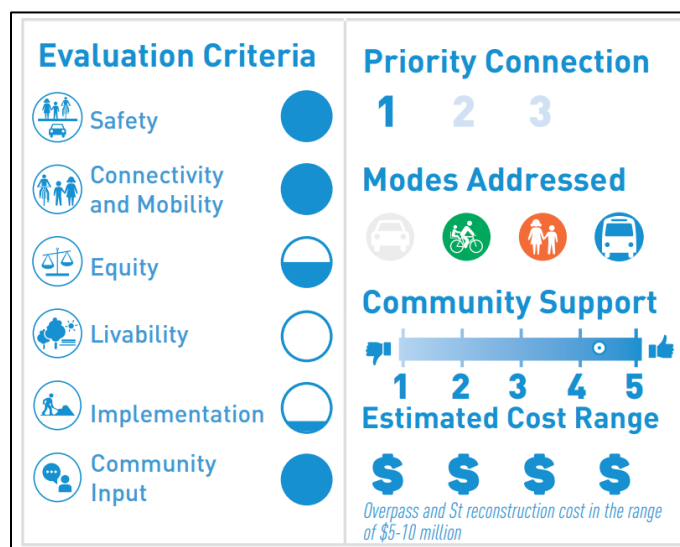 Evaluation Criteria
Safety
Connectivity
and Mobility
Equity
Livability
Implementation
Community
Input
Priority Connection
1 2 3
Modes Addressed
Community Support
1 2 3 4 5
Estimated Cost Range
$ $ $ $
Overpass and St reconstruction cost in the range
of $5-10 million